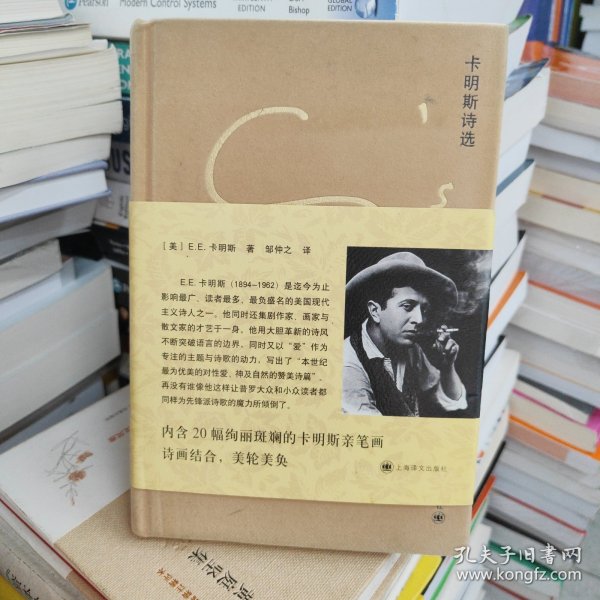 Pearson
Modern Control Systems
EDITION
Bishop
GLOBAL
EDITION
卡明斯诗选
［美］E.E. 卡明斯 著 邹仲之 译
E.E. 卡明斯（1894—1962）是迄今为止
影响最广、读者最多、最负盛名的美国现代
主义诗人之一。他同时还集剧作家、画家与
散文家的才艺于一身，他用大胆革新的诗风
不断突破语言的边界，同时又以“爱”作为
专注的主题与诗歌的动力，写出了“本世纪
最为优美的对性爱、神及自然的赞美诗篇”，
再没有谁像他这样让普罗大众和小众读者都
同样为先锋派诗歌的魔力所倾倒了。
内含 20 幅绚丽斑斓的卡明斯亲笔画
诗画结合，美轮美奂
上海译文出版社
孔夫子旧书网
www.kongfz.com